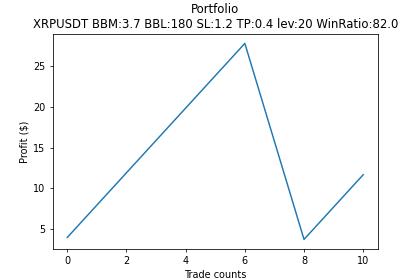 Portfolio
XRPUSDT BBM:3.7 BBL:180 SL:1.2 TP:0.4 lev:20 WinRatio:82.0
25
20
15
10
5
Profit ($)
0 2 4 6 8 10
Trade counts